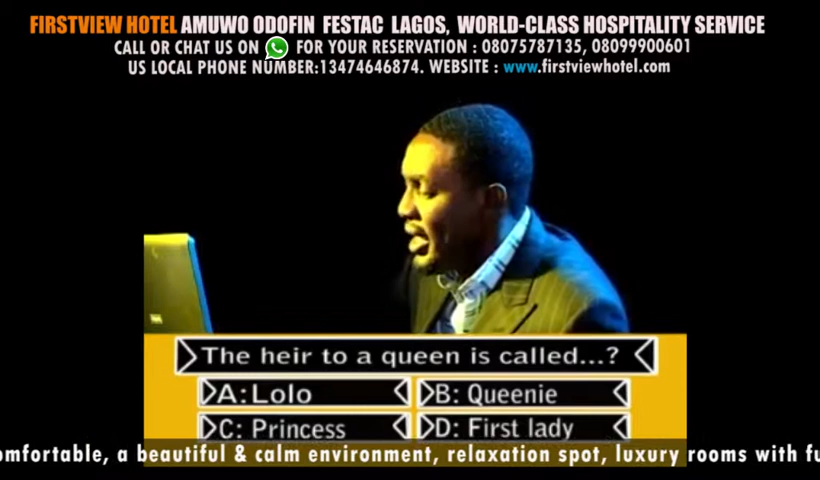 FIRSTVIEW HOTEL AMUWO ODOFIN FESTAC LAGOS, WORLD-CLASS HOSPITALITY SERVICE
CALL OR CHAT US ON FOR YOUR RESERVATION : 08075787135, 08099900601
US LOCAL PHONE NUMBER:13474646874. WEBSITE : www.firstviewhotel.com
The heir to a queen is called...?
A: Lolo
B: Queenie
C: Princess
D: First lady
omfortable, a beautiful & calm environment, relaxation spot, luxury rooms with fu